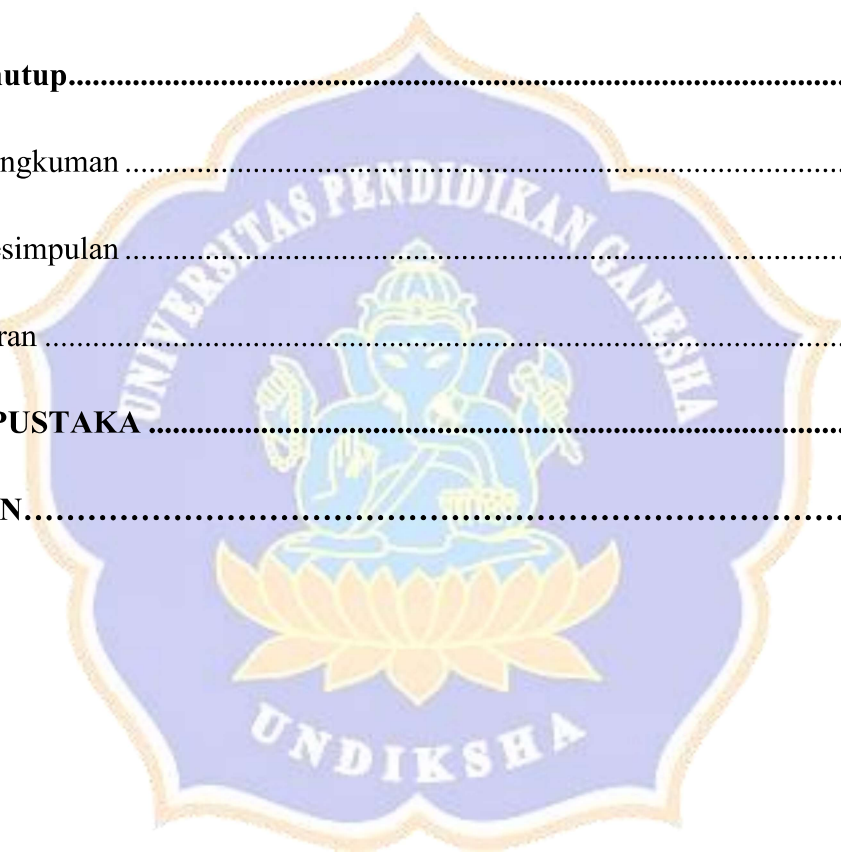 utup....................................................................................................
ngkuman ............................................................................................
UNIVERSITAS PENDIDIKAN GANESHA
esimpulan ...........................................................................................
ran ....................................................................................................
PUSTAKA .........................................................................................
N..........................................................................
UNDIKSHA